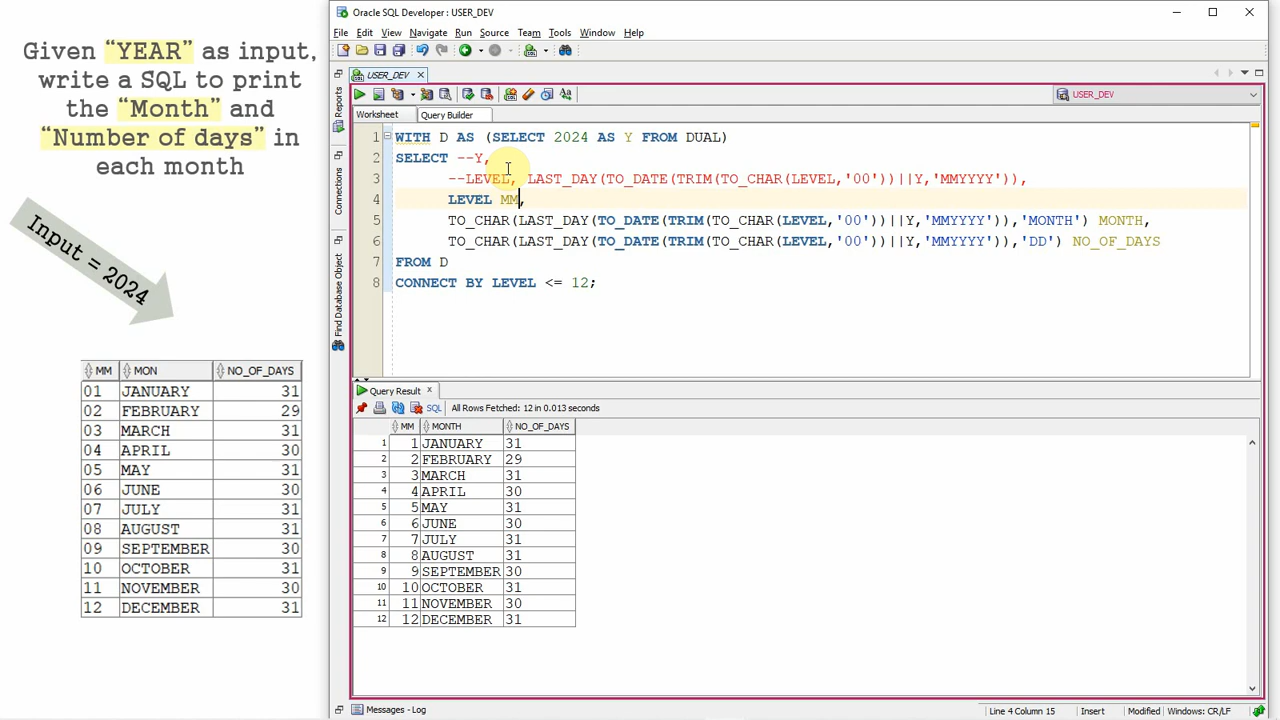 Given “YEAR” as input,
write a SQL to print
the “Month” and
“Number of days” in
each month
Input = 2024
MM MON NO_OF_DAYS
01 JANUARY 31
02 FEBRUARY 29
03 MARCH 31
04 APRIL 30
05 MAY 31
06 JUNE 30
07 JULY 31
08 AUGUST 31
09 SEPTEMBER 30
10 OCTOBER 31
11 NOVEMBER 30
12 DECEMBER 31
Oracle SQL Developer : USER_DEV
File Edit View Navigate Run Source Team Tools Window Help
USER_DEV
USER_DEV
Worksheet Query Builder
Reports
Connections
Find Database Object
1 WITH D AS (SELECT 2024 AS Y FROM DUAL)
2 SELECT --Y,
3 --LEVEL, LAST_DAY(TO_DATE(TRIM(TO_CHAR(LEVEL,'00'))||Y,'MMYYYY')),
4 LEVEL MM,
5 TO_CHAR(LAST_DAY(TO_DATE(TRIM(TO_CHAR(LEVEL,'00'))||Y,'MMYYYY')),'MONTH') MONTH,
6 TO_CHAR(LAST_DAY(TO_DATE(TRIM(TO_CHAR(LEVEL,'00'))||Y,'MMYYYY')),'DD') NO_OF_DAYS
7 FROM D
8 CONNECT BY LEVEL <= 12;
Query Result
SQL All Rows Fetched: 12 in 0.013 seconds
MM MONTH NO_OF_DAYS
1 1 JANUARY 31
2 2 FEBRUARY 29
3 3 MARCH 31
4 4 APRIL 30
5 5 MAY 31
6 6 JUNE 30
7 7 JULY 31
8 8 AUGUST 31
9 9 SEPTEMBER 30
10 10 OCTOBER 31
11 11 NOVEMBER 30
12 12 DECEMBER 31
Messages - Log
Line 4 Column 15 Insert Modified Windows: CR/LF